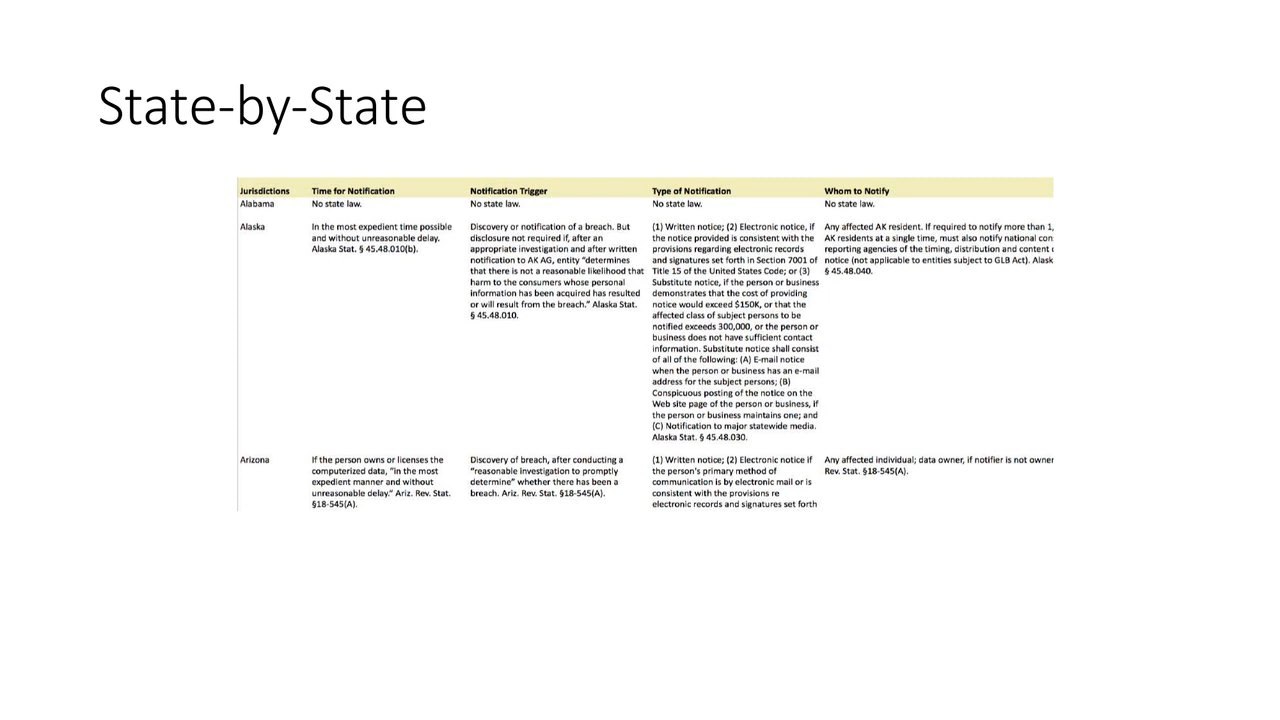 State-by-State
Jurisdictions Time for Notification Notification Trigger Type of Notification Whom to Notify
Alabama No state law. No state law. No state law. No state law.
Alaska
In the most expedient time possible
and without unreasonable delay.
Alaska Stat. § 45.48.010(b).
Discovery or notification of a breach. But
disclosure not required if, after an
appropriate investigation and after written
notification to AK AG, entity “determines
that there is not a reasonable likelihood that
harm to the consumers whose personal
information has been acquired has resulted
or will result from the breach.” Alaska Stat.
§ 45.48.010.
(1) Written notice; (2) Electronic notice, if
the notice provided is consistent with the
provisions regarding electronic records
and signatures set forth in Section 7001 of
Title 15 of the United States Code; or (3)
Substitute notice, if the person or business
demonstrates that the cost of providing
notice would exceed $150K, or that the
affected class of subject persons to be
notified exceeds 300,000, or the person or
business does not have sufficient contact
information. Substitute notice shall consist
of all of the following: (A) E-mail notice
when the person or business has an e-mail
address for the subject persons; (B)
Conspicuous posting of the notice on the
Web site page of the person or business, if
the person or business maintains one; and
(C) Notification to major statewide media.
Alaska Stat. § 45.48.030.
Any affected AK resident. If required to notify more than 1,
AK residents at a single time, must also notify national con
reporting agencies of the timing, distribution and content
notice (not applicable to entities subject to GLB Act). Alask
§ 45.48.040.
Arizona
If the person owns or licenses the
computerized data, “in the most
expedient manner and without
unreasonable delay.” Ariz. Rev. Stat.
§18-545(A).
Discovery of breach, after conducting a
“reasonable investigation to promptly
determine” whether there has been a
breach. Ariz. Rev. Stat. §18-545(A).
(1) Written notice; (2) Electronic notice if
the person's primary method of
communication is by electronic mail or is
consistent with the provisions re
electronic records and signatures set forth
Any affected individual; data owner, if notifier is not owner
Rev. Stat. §18-545(A).